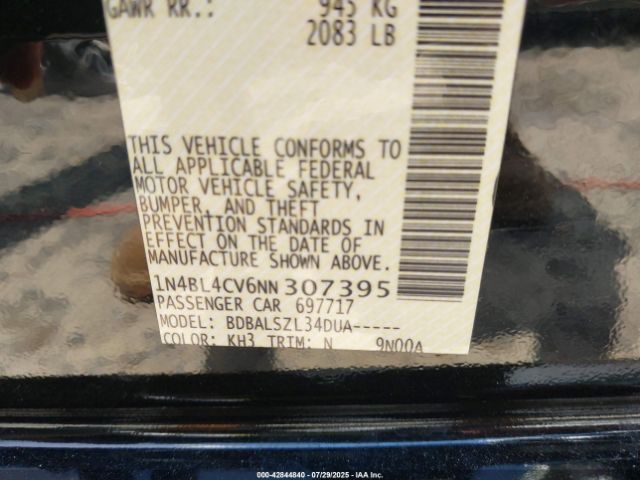 GAWR RR.: 945 KG
2083 LB
THIS VEHICLE CONFORMS TO
ALL APPLICABLE FEDERAL
MOTOR VEHICLE SAFETY,
BUMPER, AND THEFT
PREVENTION STANDARDS IN
EFFECT ON THE DATE OF
MANUFACTURE SHOWN ABOVE.
1N4BL4CV6NN307395
PASSENGER CAR 697717
MODEL: BDBALSZL34DUA-----
COLOR: KH3 TRIM: N 9N00A
000-42844840 - 07/29/2025 - IAA Inc.